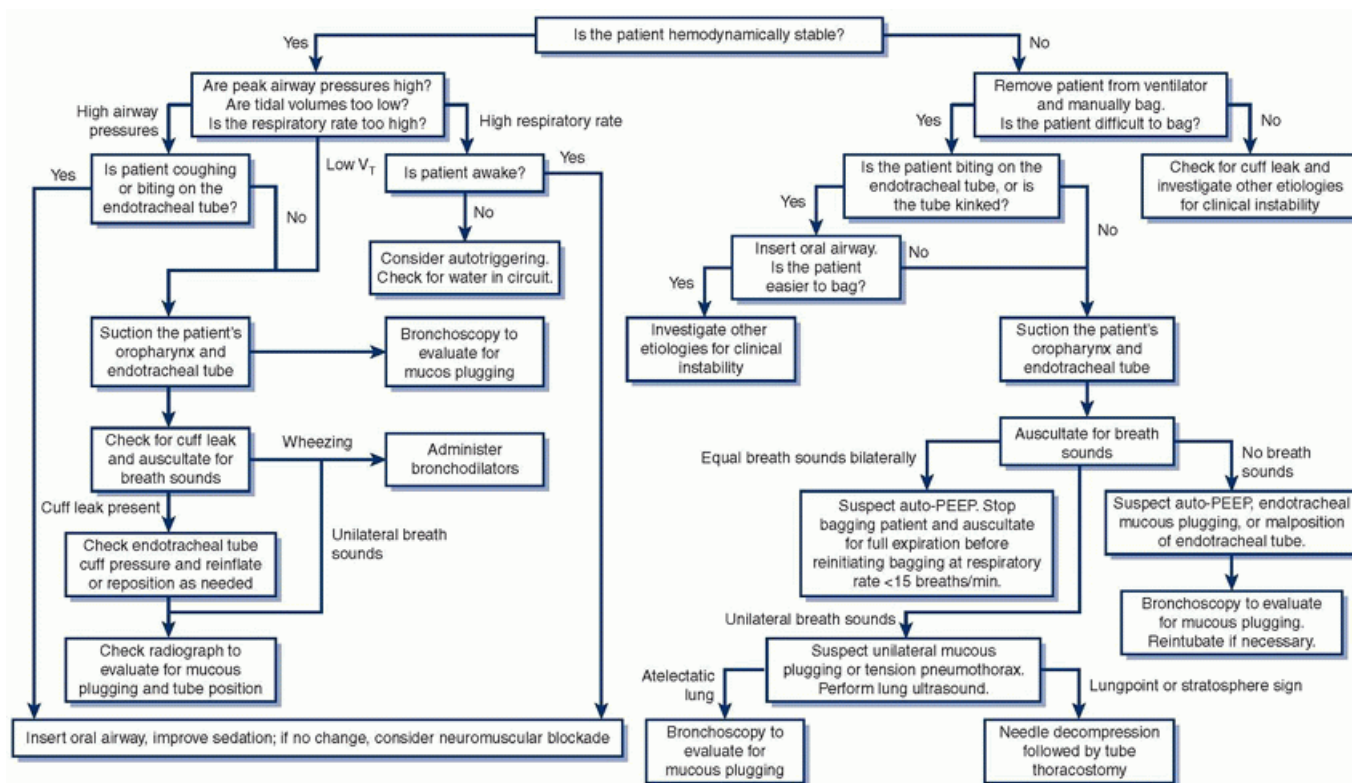 Is the patient hemodynamically stable?
Yes
No
Are peak airway pressures high?
Are tidal volumes too low?
Is the respiratory rate too high?
High airway
pressures
High respiratory rate
Low VT
Yes
Is patient coughing
or biting on the
endotracheal tube?
No
Is patient awake?
Yes
No
Consider autotriggering.
Check for water in circuit.
Suction the patient's
oropharynx and
endotracheal tube
Bronchoscopy to
evaluate for
mucos plugging
Check for cuff leak
and auscultate for
breath sounds
Wheezing
Administer
bronchodilators
Cuff leak present
Unilateral breath
sounds
Check endotracheal tube
cuff pressure and reinflate
or reposition as needed
Check radiograph to
evaluate for mucous
plugging and tube position
Insert oral airway, improve sedation; if no change, consider neuromuscular blockade
Remove patient from ventilator
and manually bag.
Is the patient difficult to bag?
Yes
No
Is the patient biting on the
endotracheal tube, or is
the tube kinked?
Check for cuff leak and
investigate other etiologies
for clinical instability
Yes
No
Insert oral airway.
Is the patient
easier to bag?
No
Yes
Investigate other
etiologies for clinical
instability
Suction the patient's
oropharynx and
endotracheal tube
Auscultate for breath
sounds
Equal breath sounds bilaterally
No breath
sounds
Suspect auto-PEEP. Stop
bagging patient and auscultate
for full expiration before
reinitiating bagging at respiratory
rate <15 breaths/min.
Suspect auto-PEEP, endotracheal
mucous plugging, or malposition
of endotracheal tube.
Bronchoscopy to evaluate
for mucous plugging.
Reintubate if necessary.
Unilateral breath sounds
Suspect unilateral mucous
plugging or tension pneumothorax.
Perform lung ultrasound.
Atelectatic
lung
Lungpoint or stratosphere sign
Bronchoscopy to
evaluate for
mucous plugging
Needle decompression
followed by tube
thoracostomy